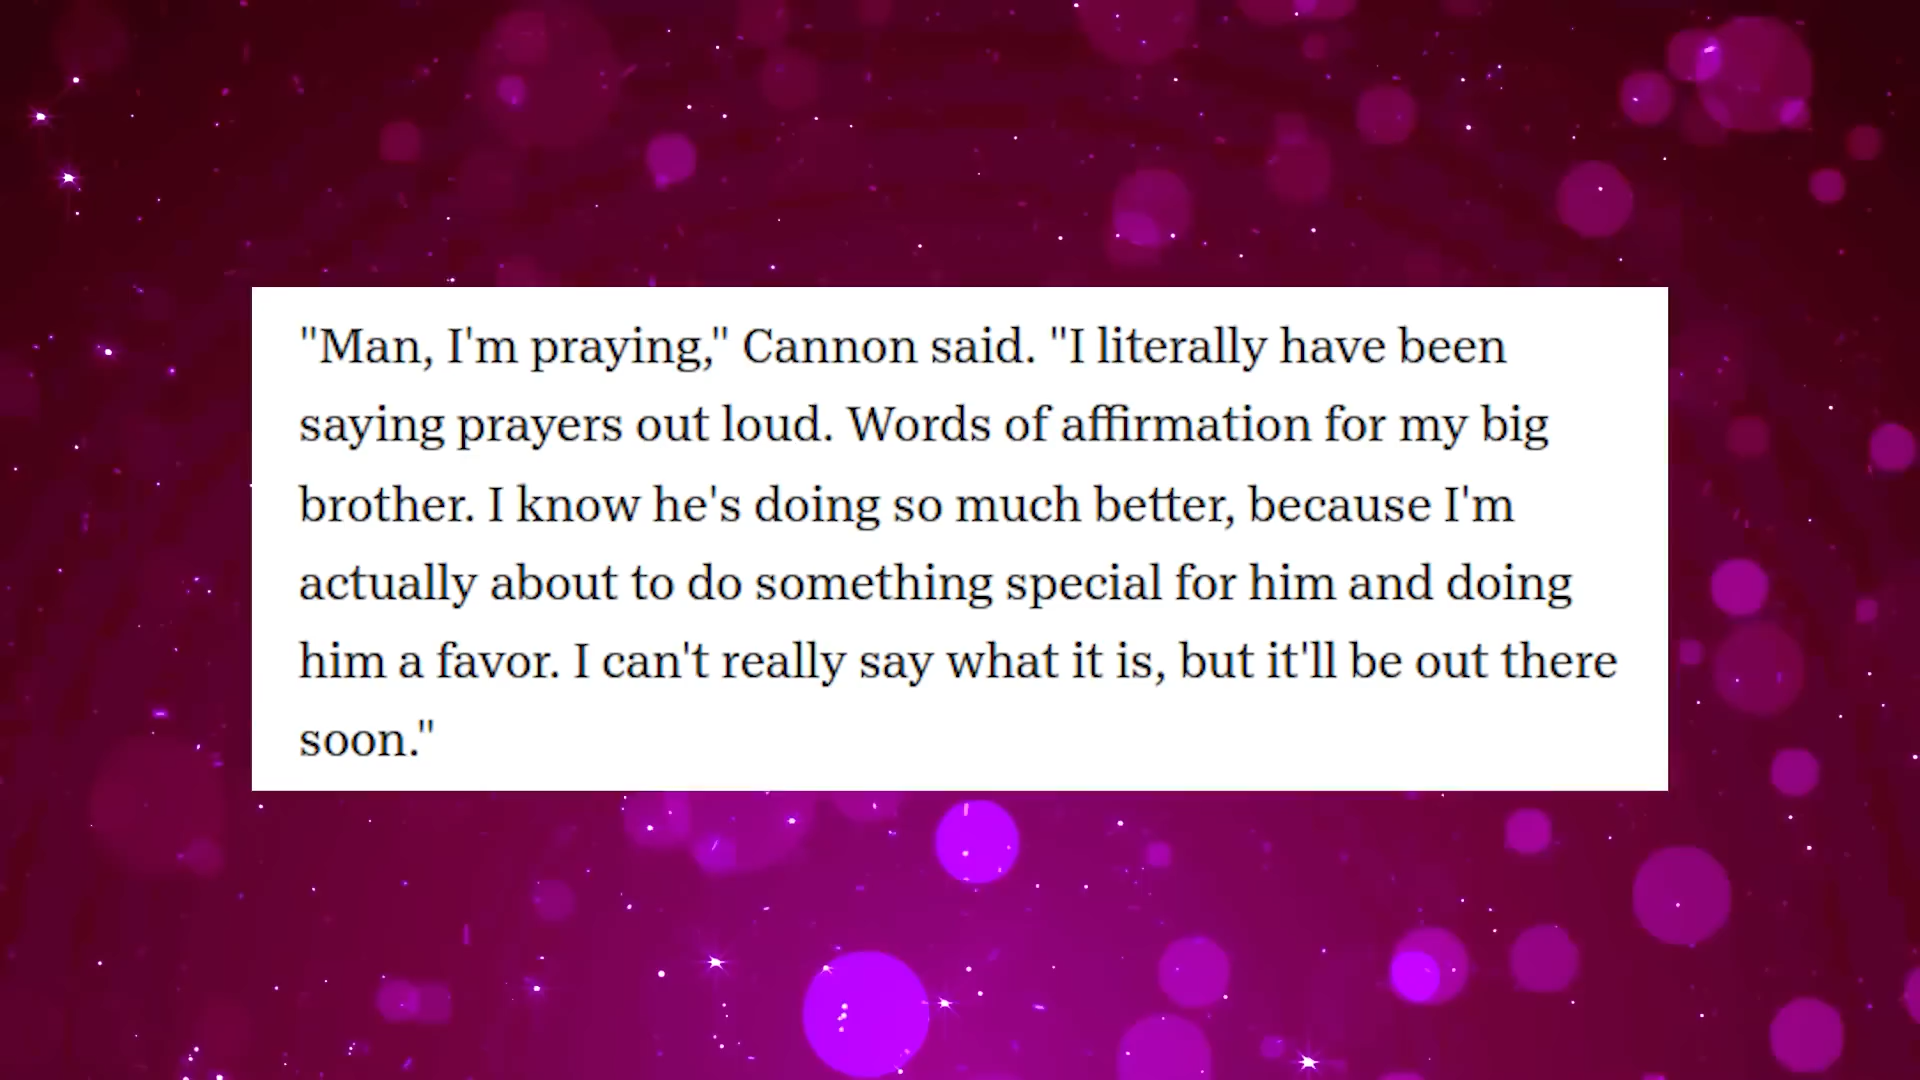 "Man, I'm praying," Cannon said. "I literally have been
saying prayers out loud. Words of affirmation for my big
brother. I know he's doing so much better, because I'm
actually about to do something special for him and doing
him a favor. I can't really say what it is, but it'll be out there
soon."